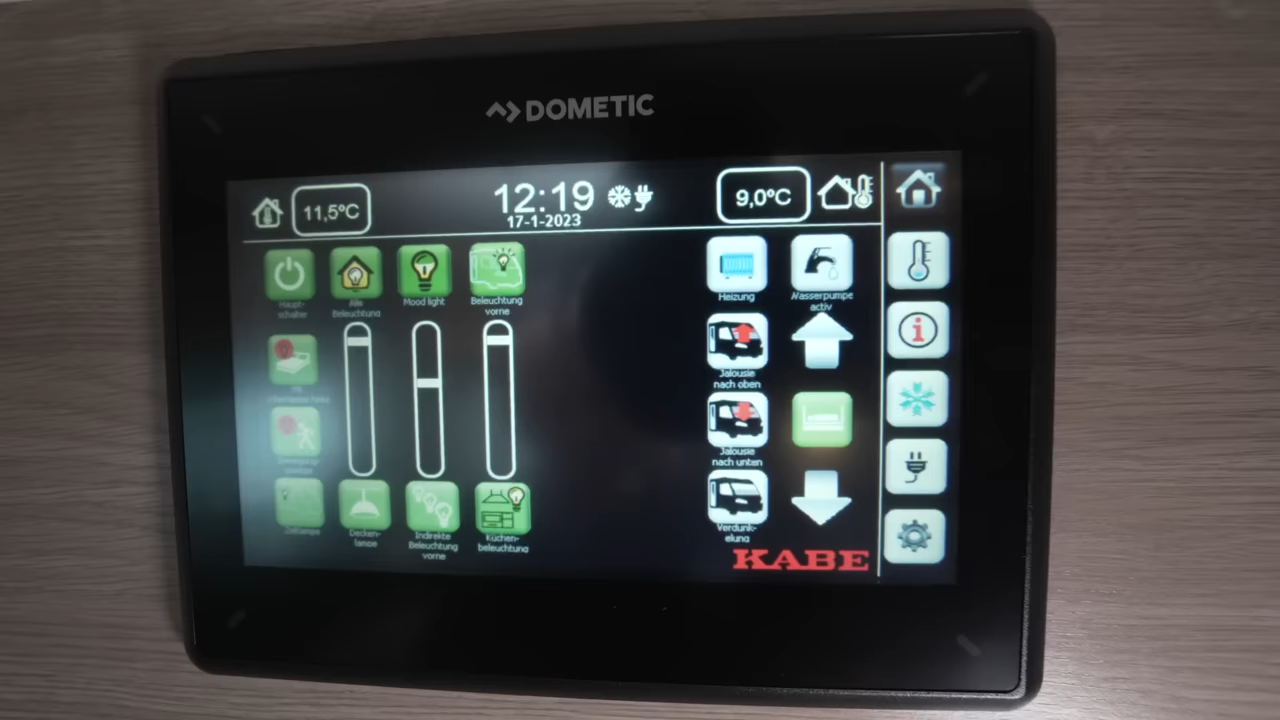 DOMETIC
11,5°C
12:19
17-1-2023
9,0°C
Haupt-
schalter
Alle
Beleuchtung
Mood light
Beleuchtung
vorne
Heizung
Wasserpumpe
activ
Jalousie
nach oben
Jalousie
nach unten
Verdunk-
elung
Zeltlampe
Decken-
lampe
Indirekte
Beleuchtung
vorne
Küchen-
beleuchtung
KABE